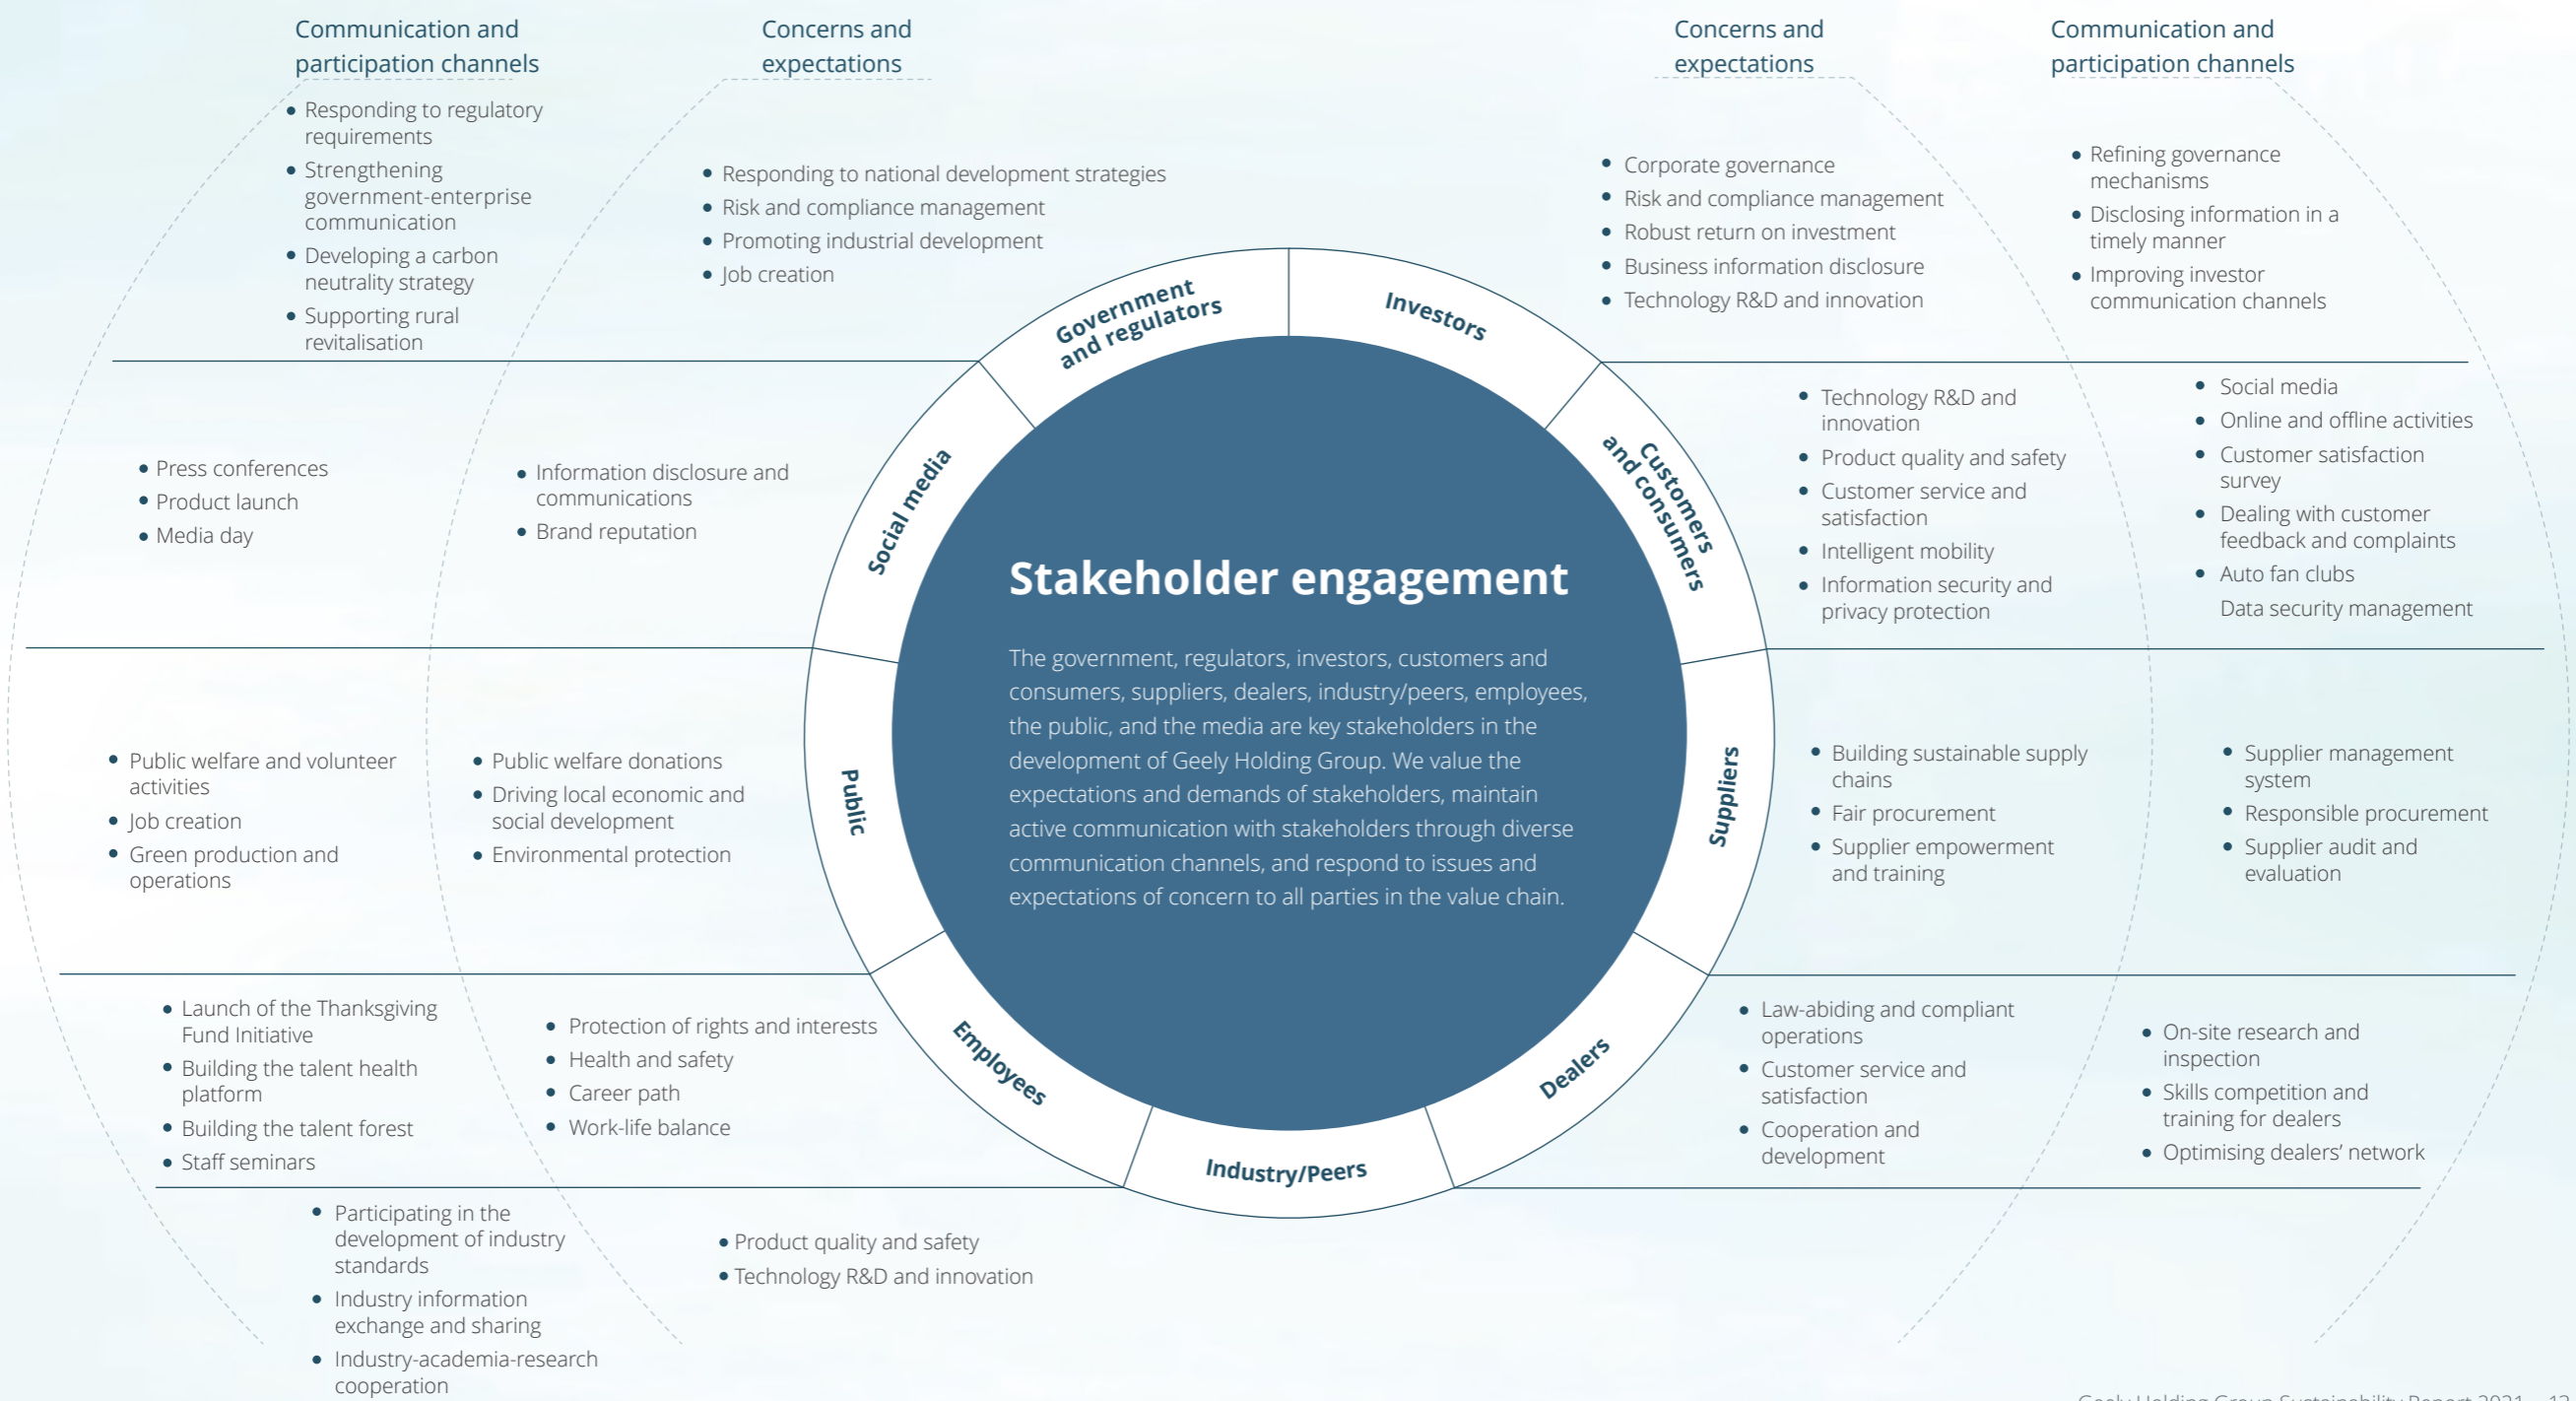 Communication and
participation channels
Concerns and
expectations
Concerns and
expectations
Communication and
participation channels
Responding to regulatory
requirements
Strengthening
government-enterprise
communication
Developing a carbon
neutrality strategy
Supporting rural
revitalisation
Responding to national development strategies
Risk and compliance management
Promoting industrial development
Job creation
Government
and regulators
Investors
Corporate governance
Risk and compliance management
Robust return on investment
Business information disclosure
Technology R&D and innovation
Refining governance
mechanisms
Disclosing information in a
timely manner
Improving investor
communication channels
Press conferences
Product launch
Media day
Information disclosure and
communications
Brand reputation
Social media
Customers
and consumers
Technology R&D and
innovation
Product quality and safety
Customer service and
satisfaction
Intelligent mobility
Information security and
privacy protection
Social media
Online and offline activities
Customer satisfaction
survey
Dealing with customer
feedback and complaints
Auto fan clubs
Data security management
Stakeholder engagement
The government, regulators, investors, customers and
consumers, suppliers, dealers, industry/peers, employees,
the public, and the media are key stakeholders in the
development of Geely Holding Group. We value the
expectations and demands of stakeholders, maintain
active communication with stakeholders through diverse
communication channels, and respond to issues and
expectations of concern to all parties in the value chain.
Public welfare and volunteer
activities
Job creation
Green production and
operations
Public welfare donations
Driving local economic and
social development
Environmental protection
Public
Suppliers
Building sustainable supply
chains
Fair procurement
Supplier empowerment
and training
Supplier management
system
Responsible procurement
Supplier audit and
evaluation
Launch of the Thanksgiving
Fund Initiative
Building the talent health
platform
Building the talent forest
Staff seminars
Protection of rights and interests
Health and safety
Career path
Work-life balance
Employees
Dealers
Law-abiding and compliant
operations
Customer service and
satisfaction
Cooperation and
development
On-site research and
inspection
Skills competition and
training for dealers
Optimising dealers’ network
Industry/Peers
Participating in the
development of industry
standards
Industry information
exchange and sharing
Industry-academia-research
cooperation
Product quality and safety
Technology R&D and innovation
Geely Holding Group Sustainability Report 2021